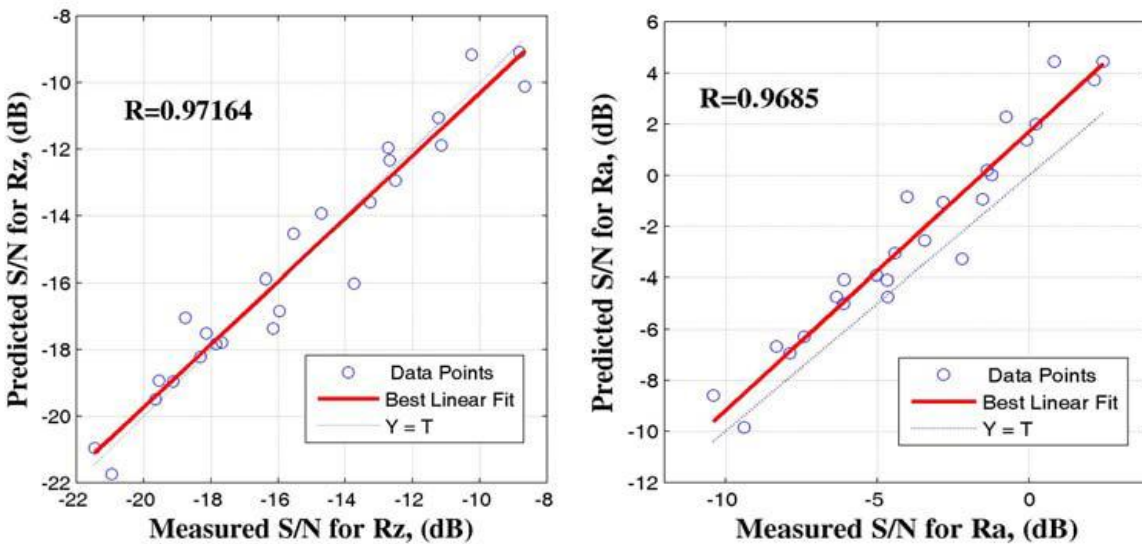 -8
-10
-12
-14
-16
-18
-20
-22
Predicted S/N for Rz, (dB)
R=0.97164
Data Points
Best Linear Fit
Y = T
-22 -20 -18 -16 -14 -12 -10 -8
Measured S/N for Rz, (dB)
6
4
2
0
-2
-4
-6
-8
-10
-12
Predicted S/N for Ra, (dB)
R=0.9685
Data Points
Best Linear Fit
Y = T
-10 -5 0
Measured S/N for Ra, (dB)